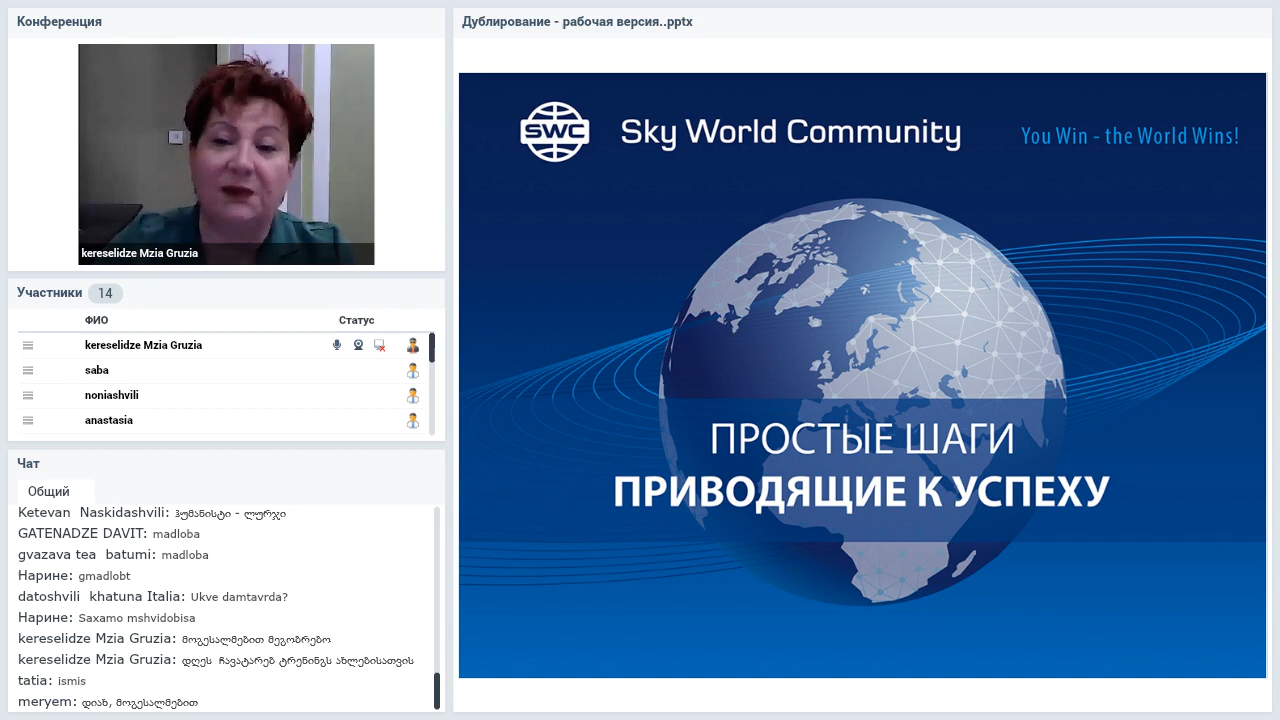 Конференция
kereselidze Mzia Gruzia
Участники 14
ФИО Статус
kereselidze Mzia Gruzia
saba
noniashvili
anastasia
Чат
Общий
Ketevan Naskidashvili: ჰუმანისტი - ლურჯი
GATENADZE DAVIT: madloba
gvazava tea batumi: madloba
Нарине: gmadlobt
datoshvili khatuna Italia: Ukve damtavrda?
Нарине: Saxamo mshvidobisa
kereselidze Mzia Gruzia: მოგესალმებით მეგობრებო
kereselidze Mzia Gruzia: დღეს ჩავატარებ ტრენინგს ახლებისათვის
tatia: ismis
meryem: დიახ, მოგესალმებით
Дублирование - рабочая версия..pptx
SWC Sky World Community
You Win - the World Wins!
ПРОСТЫЕ ШАГИ
ПРИВОДЯЩИЕ К УСПЕХУ